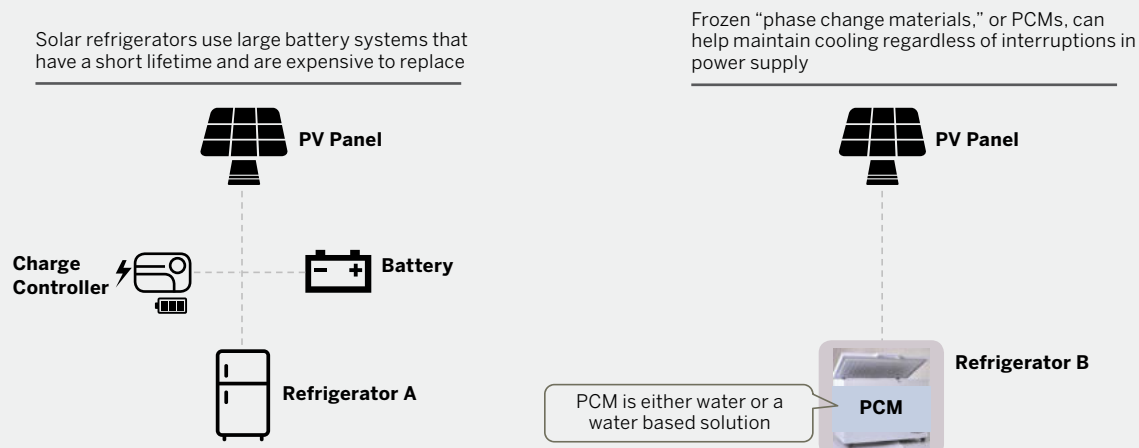 Solar refrigerators use large battery systems that
have a short lifetime and are expensive to replace
PV Panel
Charge
Controller
Battery
Refrigerator A
Frozen “phase change materials,” or PCMs, can
help maintain cooling regardless of interruptions in
power supply
PV Panel
Refrigerator B
PCM is either water or a
water based solution
PCM